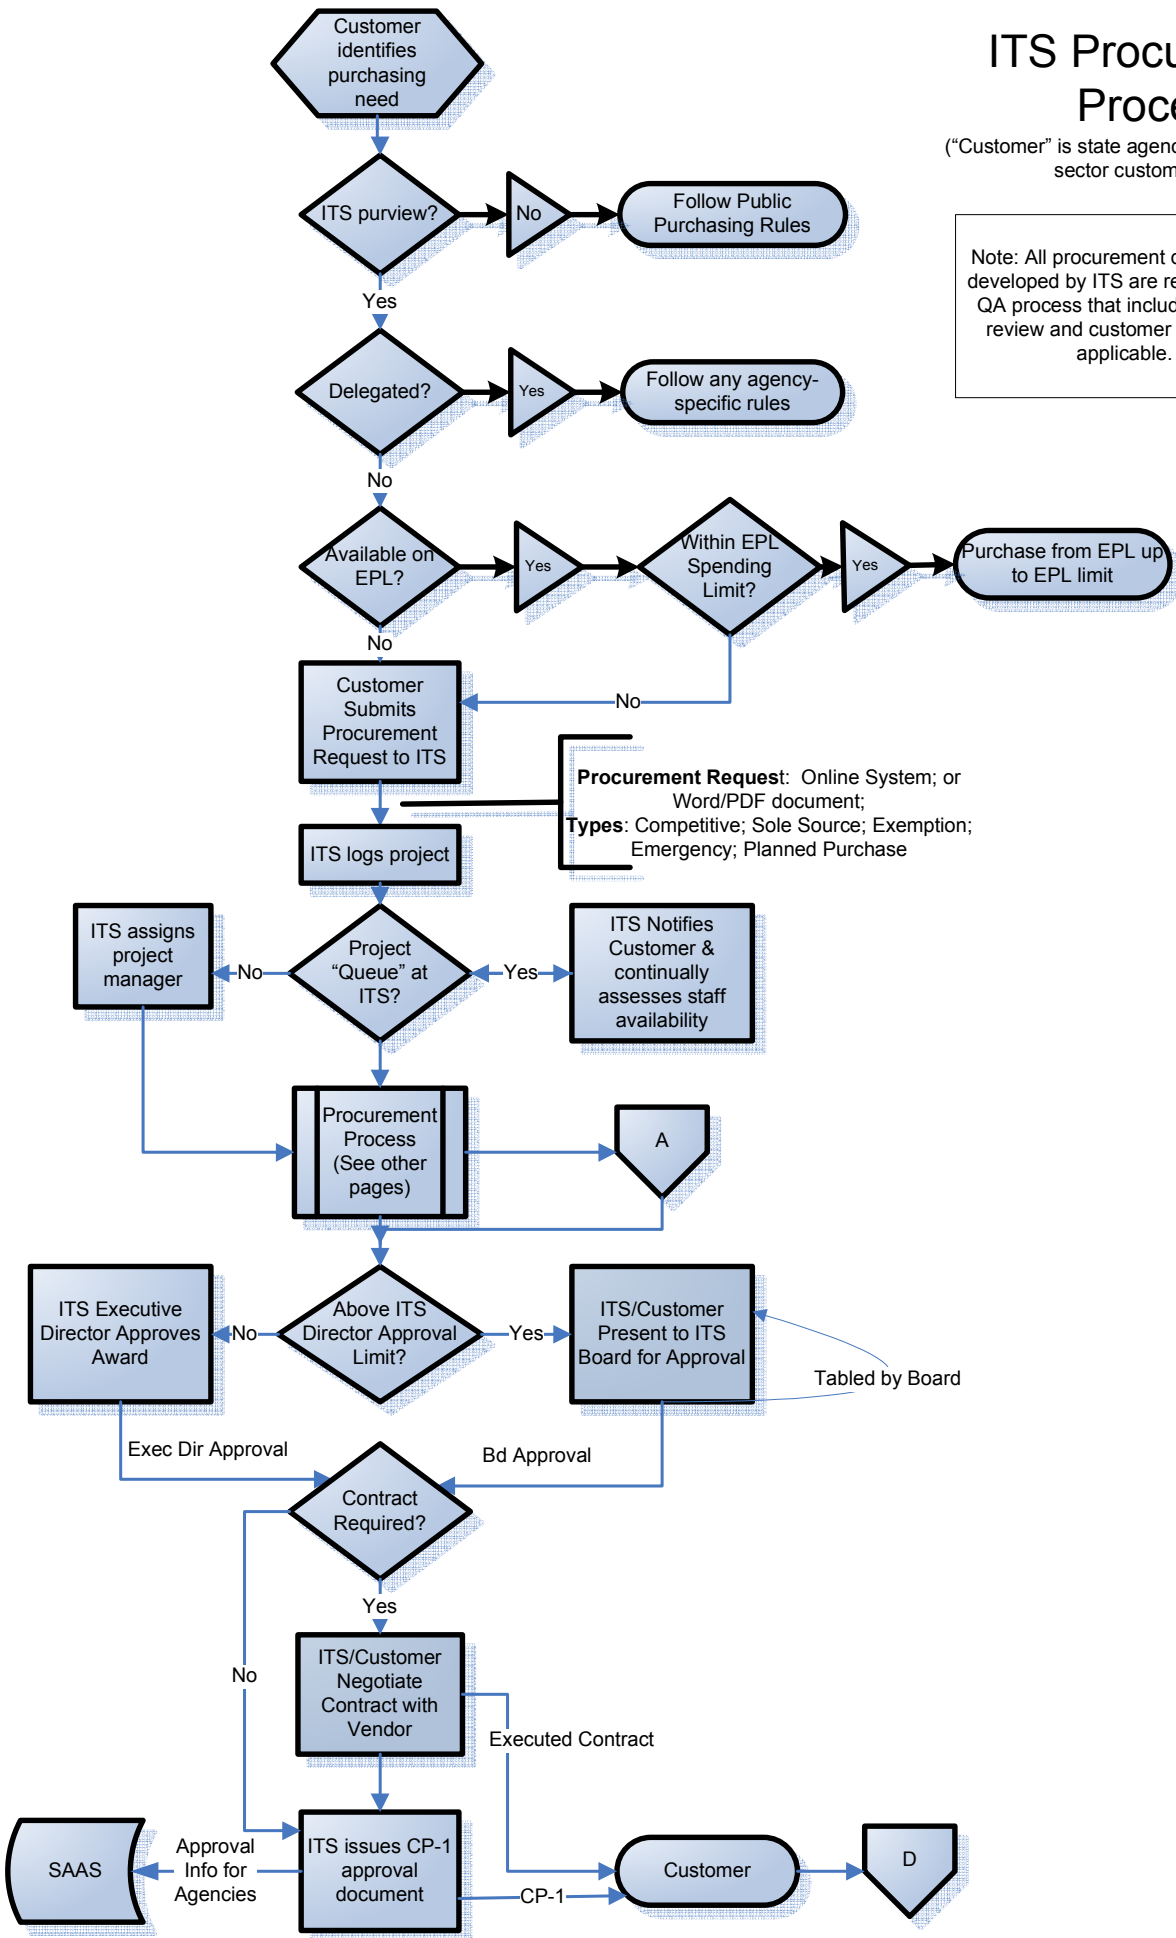 Customer
identifies
purchasing
need
ITS
("Customer" is state
sector
Note: All procurement
developed by ITS are
QA process that
review and customer
applicable.
ITS purview?
No
Follow Public
Purchasing Rules
Yes
Delegated?
Yes
Follow any agency-
specific rules
No
Available on
EPL?
Yes
Within EPL
Spending
Limit?
Yes
Purchase from EPL up
to EPL limit
No
Customer
Submits
Procurement
Request to ITS
No
Procurement Request: Online System; or
Word/PDF document;
Types: Competitive; Sole Source; Exemption;
Emergency; Planned Purchase
ITS logs project
ITS assigns
project
manager
No
Project
“Queue” at
ITS?
Yes
ITS Notifies
Customer &
continually
assesses staff
availability
Procurement
Process
(See other
pages)
A
ITS Executive
Director Approves
Award
No
Above ITS
Director Approval
Limit?
Yes
ITS/Customer
Present to ITS
Board for Approval
Tabled by Board
Exec Dir Approval
Bd Approval
Contract
Required?
Yes
No
ITS/Customer
Negotiate
Contract with
Vendor
Executed Contract
SAAS
Approval
Info for
Agencies
ITS issues CP-1
approval
document
CP-1
Customer
D